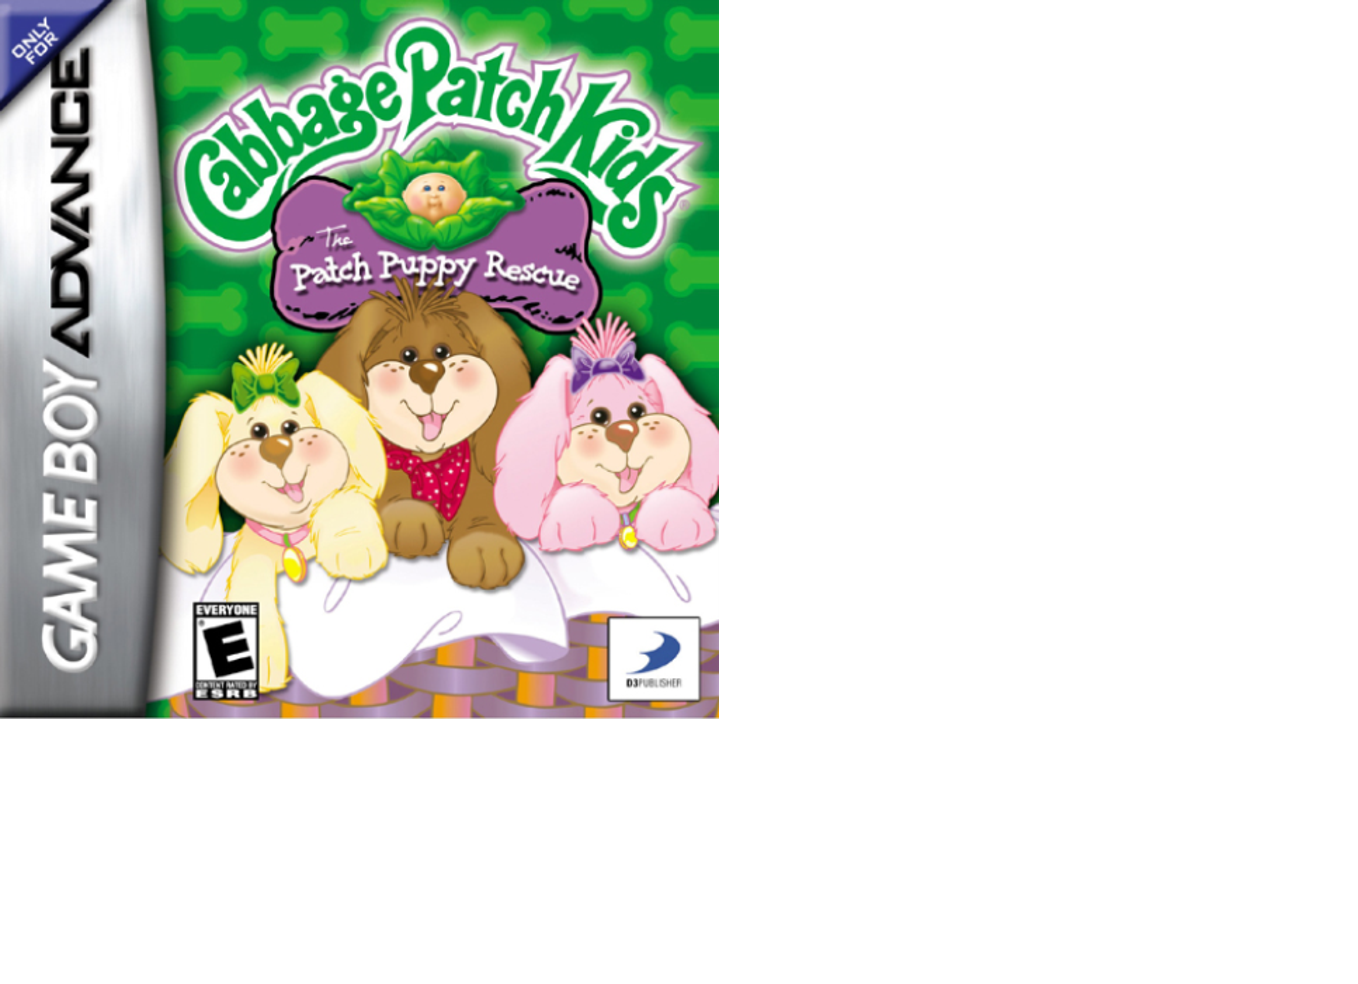 ONLY
FOR
GAME BOY ADVANCE
Cabbage Patch Kids
®
The
Patch Puppy Rescue
EVERYONE
E
CONTENT RATED BY
ESRB
D3PUBLISHER